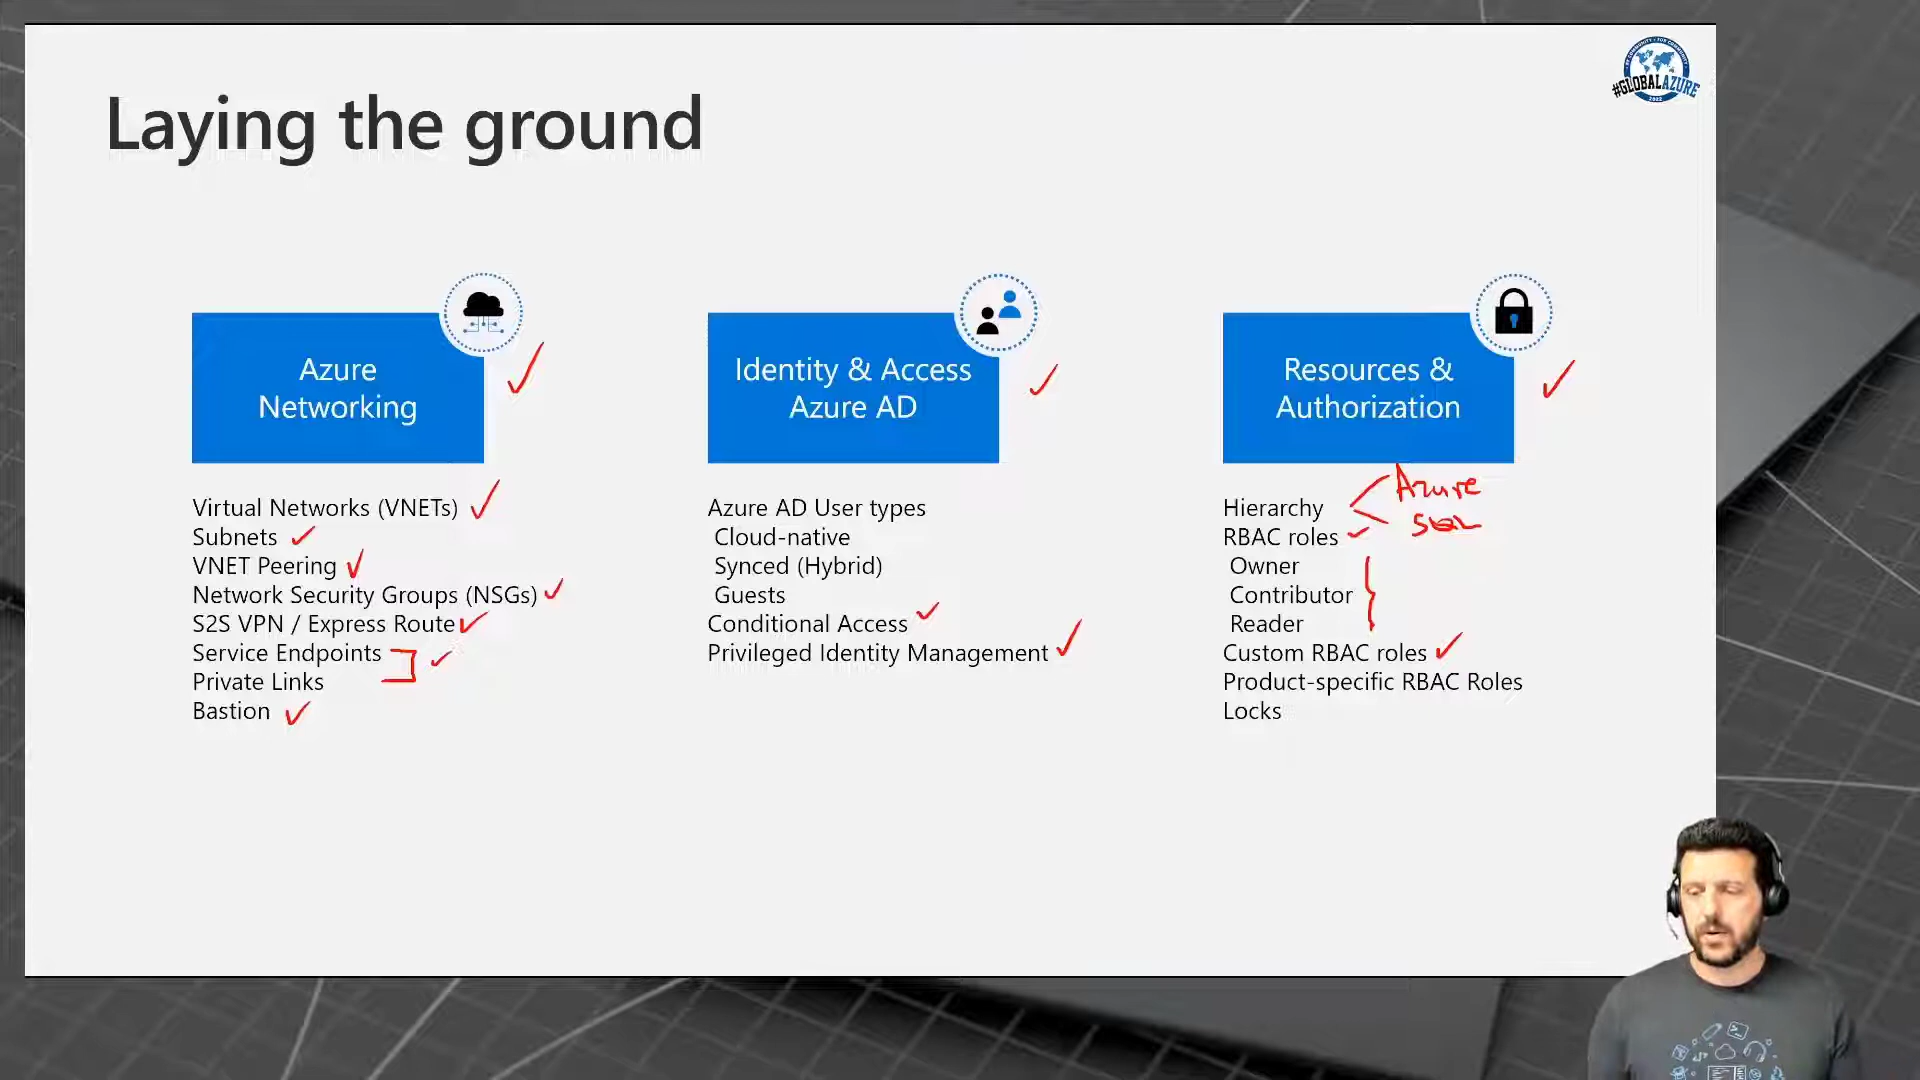 #GLOBALAZURE
2022
Laying the ground
Azure
Networking
Identity & Access
Azure AD
Resources &
Authorization
Virtual Networks (VNETs)
Subnets
VNET Peering
Network Security Groups (NSGs)
S2S VPN / Express Route
Service Endpoints
Private Links
Bastion
Azure AD User types
Cloud-native
Synced (Hybrid)
Guests
Conditional Access
Privileged Identity Management
Azure
Hierarchy
RBAC roles
Owner
Contributor
Reader
Custom RBAC roles
Product-specific RBAC Roles
Locks